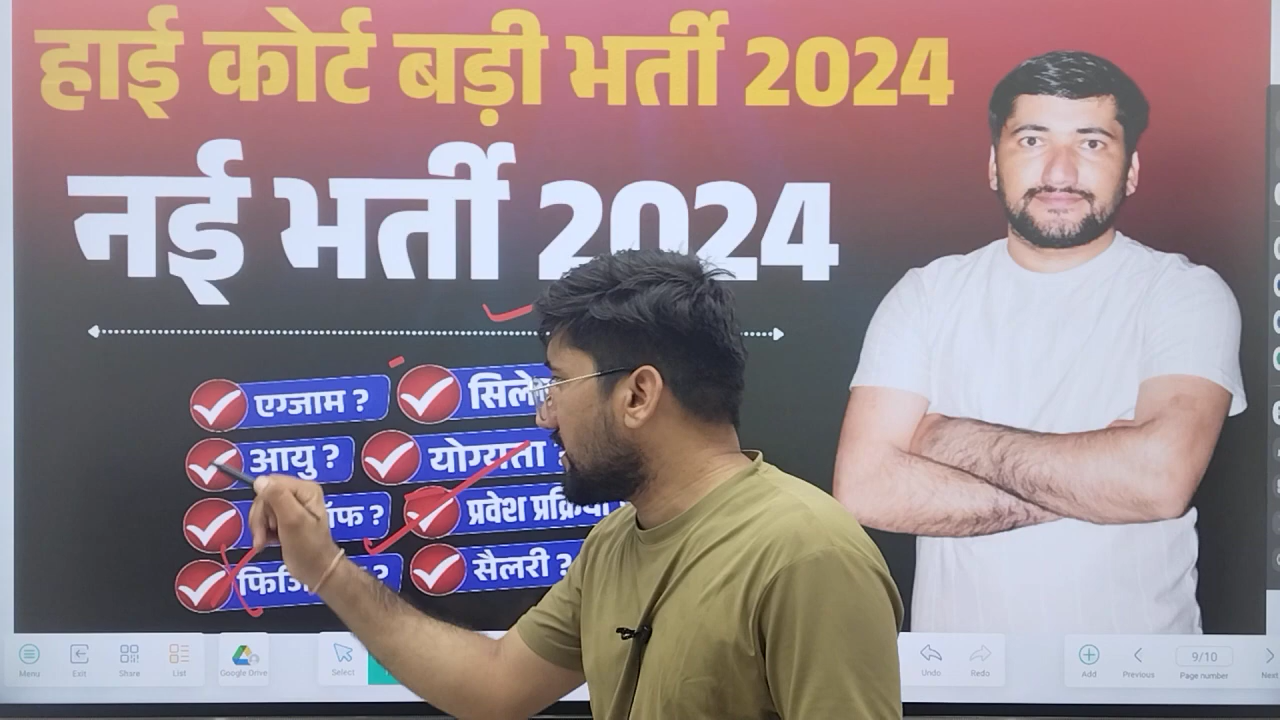 हाई कोर्ट बड़ी भर्ती 2024
नई भर्ती 2024
एग्जाम ?
आयु ? योग्यता ?
प्रवेश
सैलरी ?
Menu Exit Share List Google Drive Select Undo Redo Add Previous 9/10 Page number Next